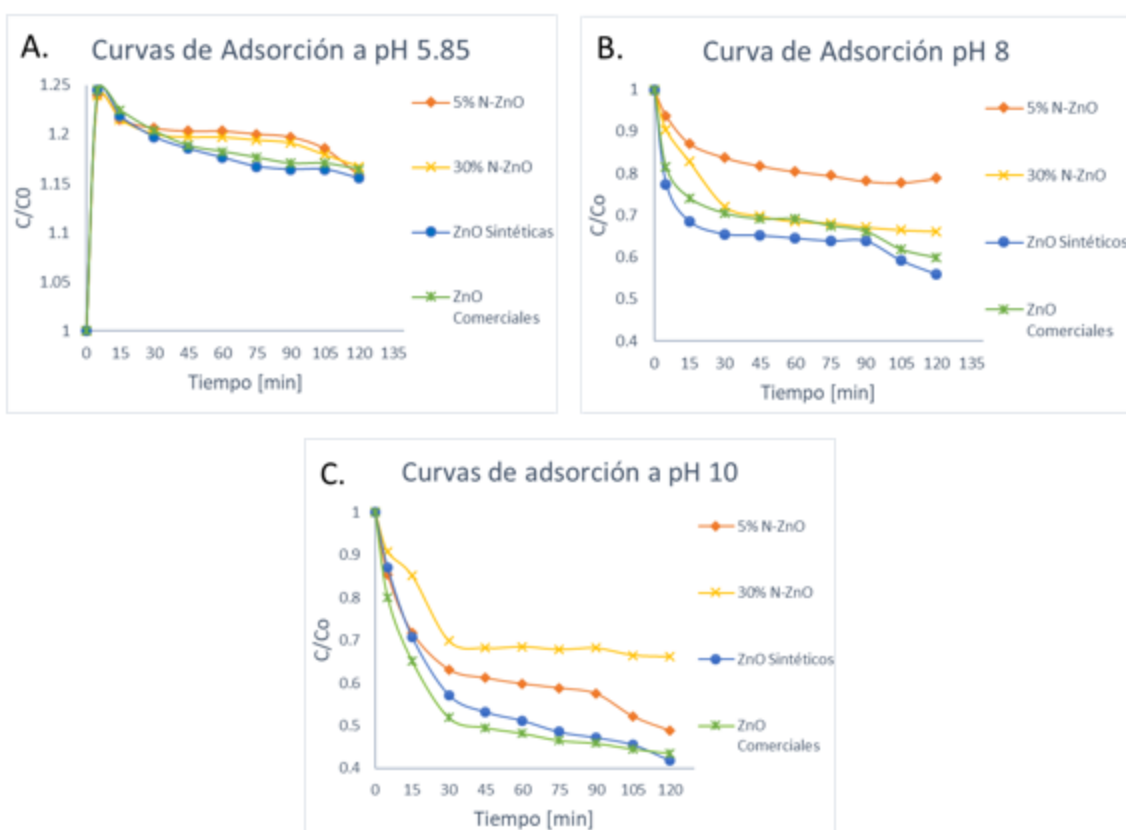 A.
Curvas de Adsorción a pH 5.85
1.25
1.2
1.15
1.1
1.05
1
C/C0
0 15 30 45 60 75 90 105 120 135
Tiempo [min]
5% N-ZnO
30% N-ZnO
ZnO Sintéticas
ZnO
Comerciales
B.
Curva de Adsorción pH 8
1
0.9
0.8
0.7
0.6
0.5
0.4
C/Co
0 15 30 45 60 75 90 105 120 135
Tiempo [min]
5% N-ZnO
30% N-ZnO
ZnO Sintéticos
ZnO
Comerciales
C.
Curvas de adsorción a pH 10
1
0.9
0.8
0.7
0.6
0.5
0.4
C/Co
0 15 30 45 60 75 90 105 120
Tiempo [min]
5% N-ZnO
30% N-ZnO
ZnO Sintéticos
ZnO
Comerciales